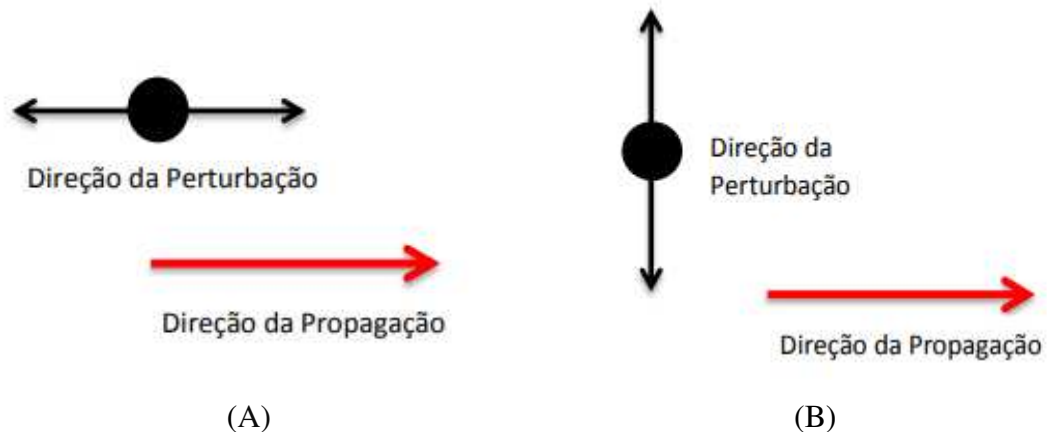 Direção da Perturbação
Direção da Propagação
(A)
Direção da
Perturbação
Direção da Propagação
(B)